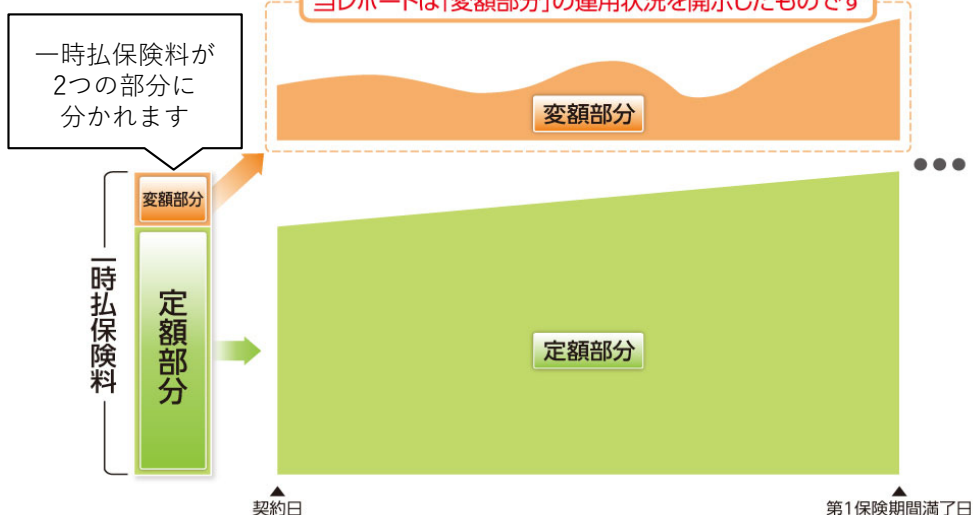 当レポートは「変額部分」の運用状況を開示したものです
一時払保険料が
2つの部分に
分かれます
変額部分
変額部分
一時払保険料
定額部分
定額部分
契約日
第1保険期間満了日